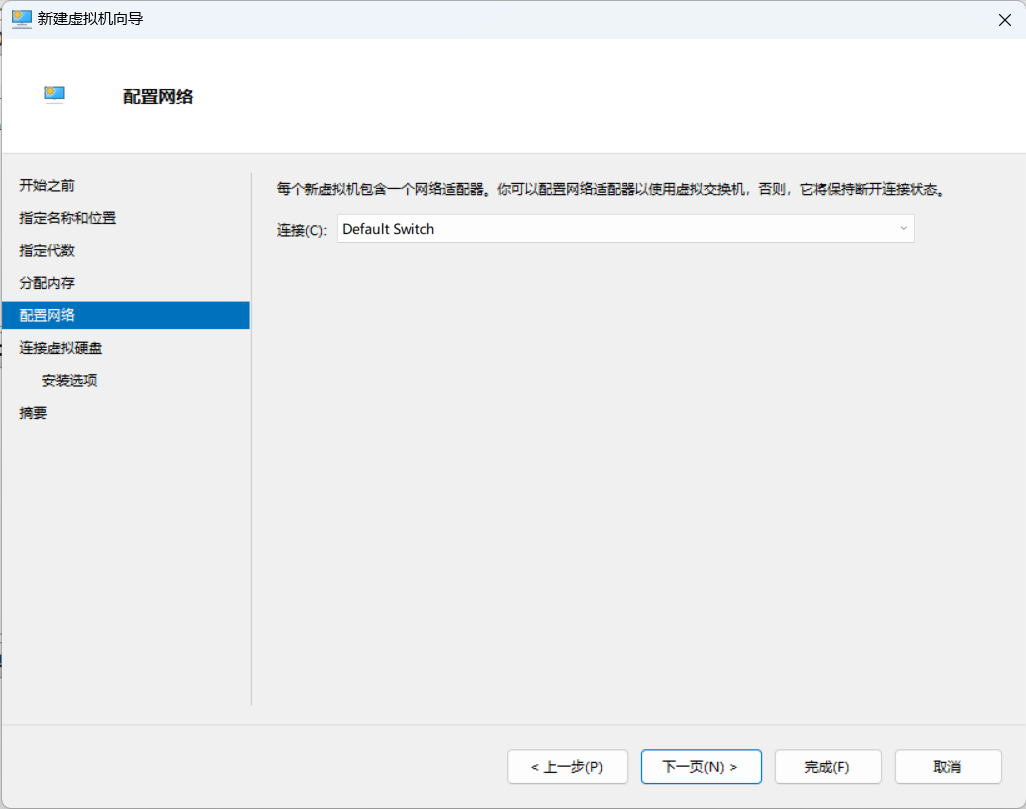 新建虚拟机向导
配置网络
开始之前
指定名称和位置
指定代数
分配内存
配置网络
连接虚拟硬盘
安装选项
摘要
每个新虚拟机包含一个网络适配器。你可以配置网络适配器以使用虚拟交换机，否则，它将保持断开连接状态。
连接(C): Default Switch
< 上一步(P)
下一页(N) >
完成(F)
取消